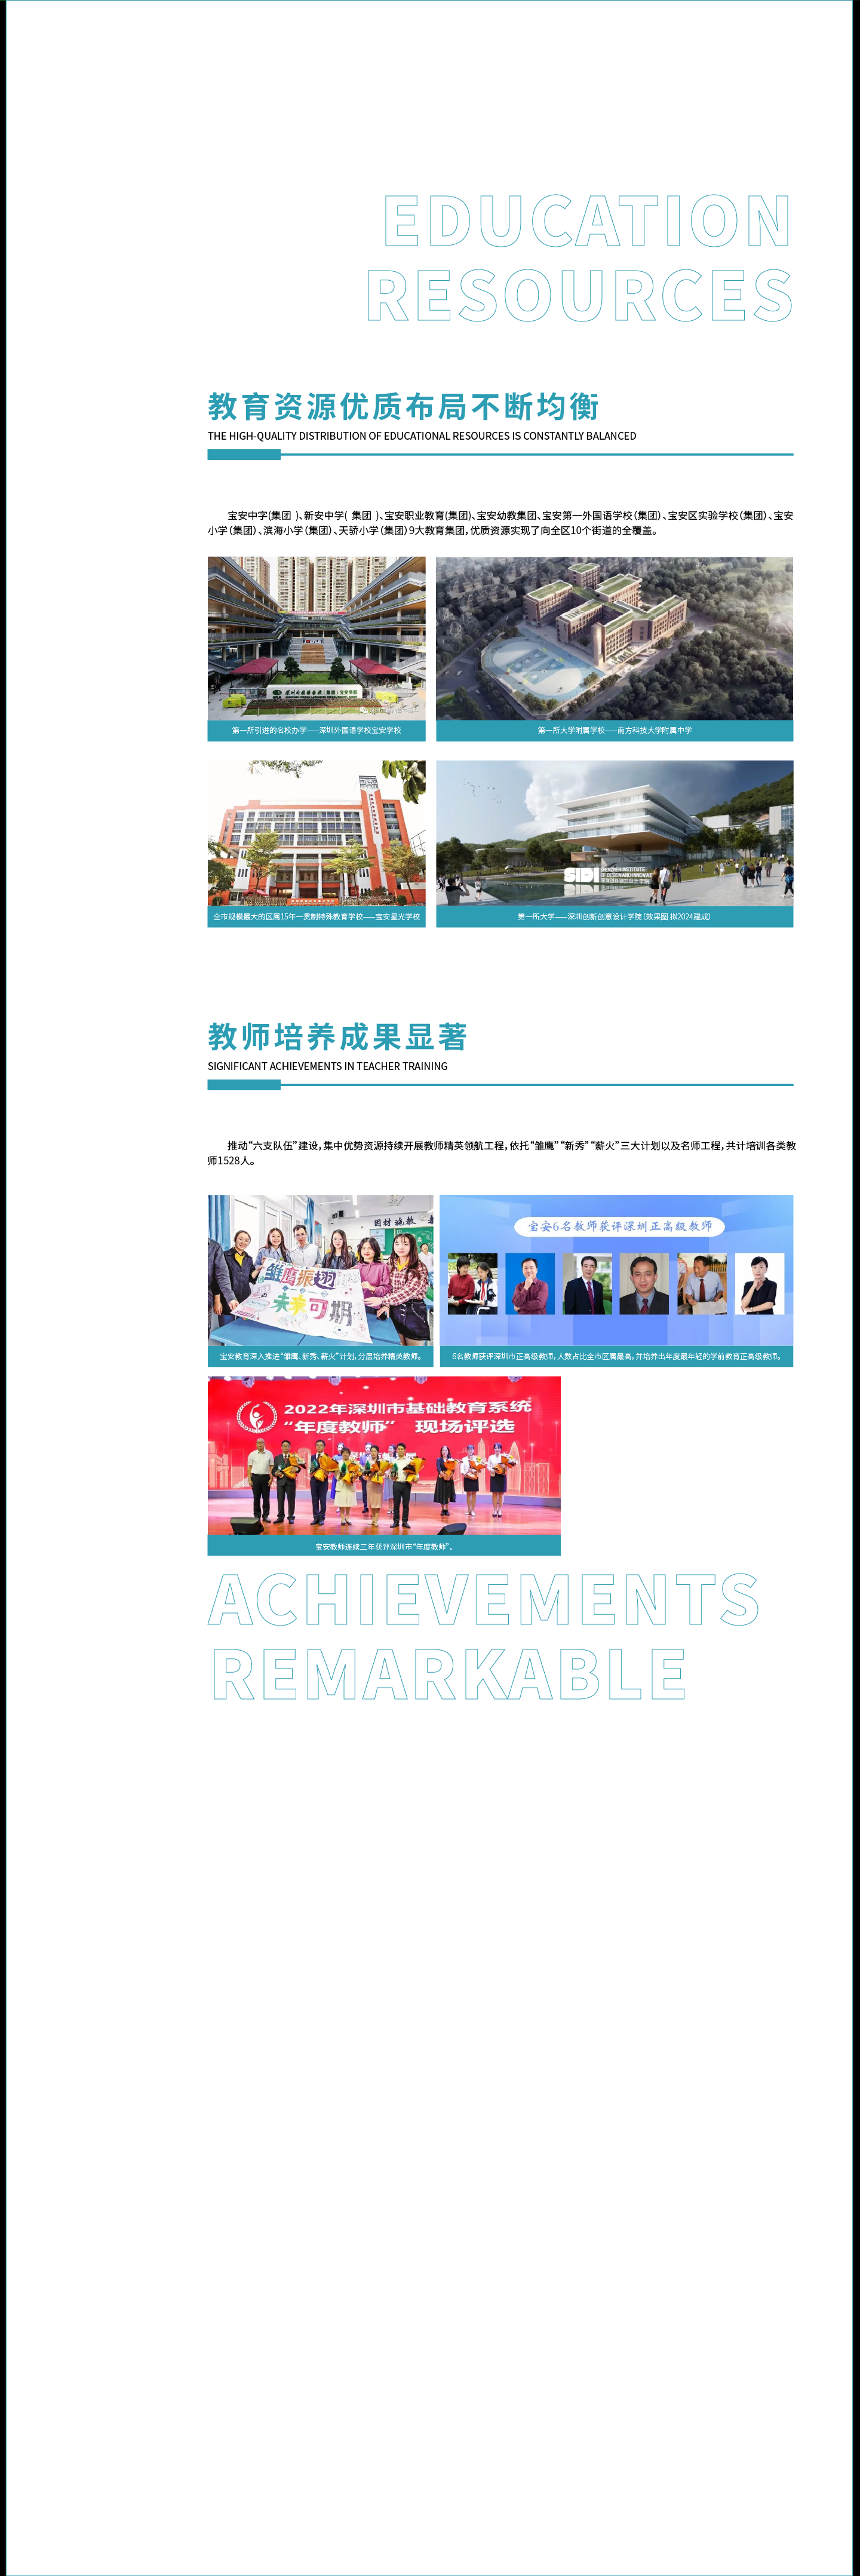 EDUCATION
RESOURCES
教育资源优质布局不断均衡
THE HIGH-QUALITY DISTRIBUTION OF EDUCATIONAL RESOURCES IS CONSTANTLY BALANCED
宝安中字(集团 )、新安中学( 集团 )、宝安职业教育(集团)、宝安幼教集团、宝安第一外国语学校（集团）、宝安区实验学校（集团）、宝安
小学（集团）、滨海小学（集团）、天骄小学（集团）9大教育集团，优质资源实现了向全区10个街道的全覆盖。
第一所引进的名校办学——深圳外国语学校宝安学校
第一所大学附属学校——南方科技大学附属中学
SIDI
SHENZHEN INSTITUTE
全市规模最大的区属15年一贯制特殊教育学校——宝安星光学校
第一所大学——深圳创新创意设计学院（效果图 拟2024建成）
教师培养成果显著
SIGNIFICANT ACHIEVEMENTS IN TEACHER TRAINING
推动“六支队伍”建设，集中优势资源持续开展教师精英领航工程，依托“雏鹰”“新秀”“薪火”三大计划以及名师工程，共计培训各类教
师1528人。
因材施教
雏鹰振翅
未来可期
宝安6名教师获评深圳正高级教师
宝安教育深入推进“雏鹰、新秀、薪火”计划，分层培养精英教师。
6名教师获评深圳市正高级教师，人数占比全市区属最高，并培养出年度最年轻的学前教育正高级教师。
2022年深圳市基础教育系统
“年度教师” 现场评选
宝安教师连续三年获评深圳市“年度教师”。
ACHIEVEMENTS
REMARKABLE